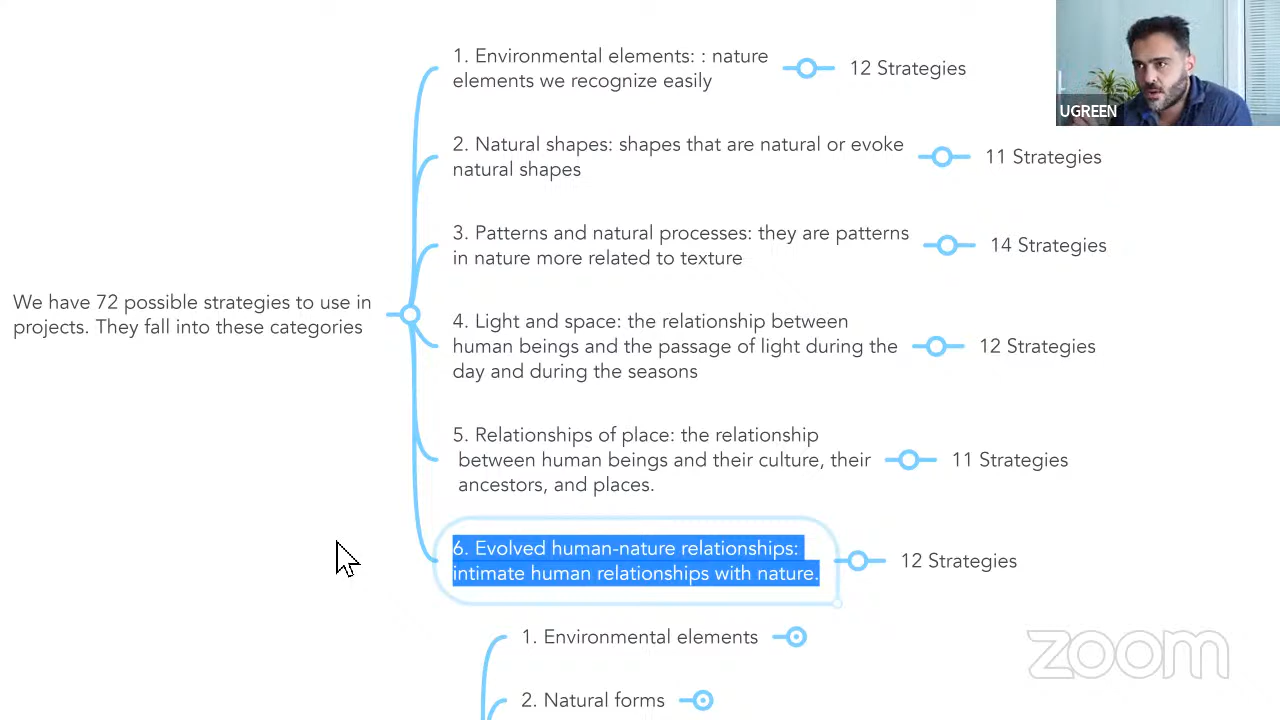 1. Environmental elements: : nature
elements we recognize easily
12 Strategies
UGREEN
2. Natural shapes: shapes that are natural or evoke
natural shapes
11 Strategies
3. Patterns and natural processes: they are patterns
in nature more related to texture
14 Strategies
We have 72 possible strategies to use in
projects. They fall into these categories
4. Light and space: the relationship between
human beings and the passage of light during the
day and during the seasons
12 Strategies
5. Relationships of place: the relationship
between human beings and their culture, their
ancestors, and places.
11 Strategies
6. Evolved human-nature relationships:
intimate human relationships with nature.
12 Strategies
1. Environmental elements
2. Natural forms
zoom